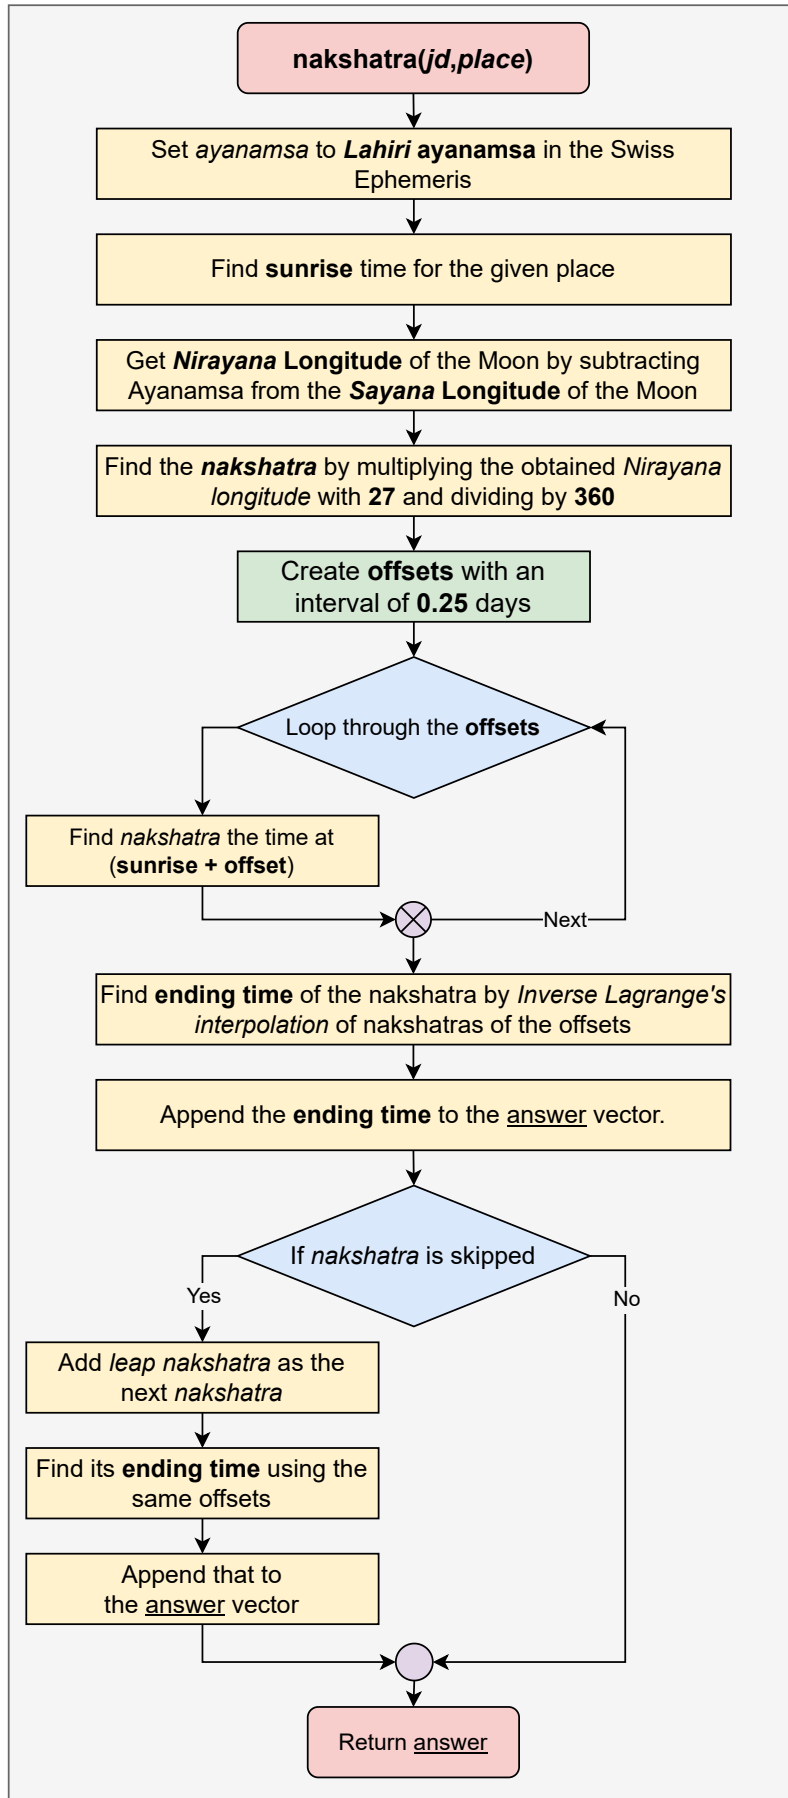 nakshatra(jd,place)
Set ayanamsa to Lahiri ayanamsa in the Swiss
Ephemeris
Find sunrise time for the given place
Get Nirayana Longitude of the Moon by subtracting
Ayanamsa from the Sayana Longitude of the Moon
Find the nakshatra by multiplying the obtained Nirayana
longitude with 27 and dividing by 360
Create offsets with an
interval of 0.25 days
Loop through the offsets
Find nakshatra the time at
(sunrise + offset)
Next
Find ending time of the nakshatra by Inverse Lagrange's
interpolation of nakshatras of the offsets
Append the ending time to the answer vector.
If nakshatra is skipped
Yes
No
Add leap nakshatra as the
next nakshatra
Find its ending time using the
same offsets
Append that to
the answer vector
Return answer